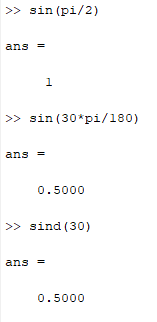 >> sin(pi/2)
ans =
1
>> sin(30*pi/180)
ans =
0.5000
>> sind(30)
ans =
0.5000